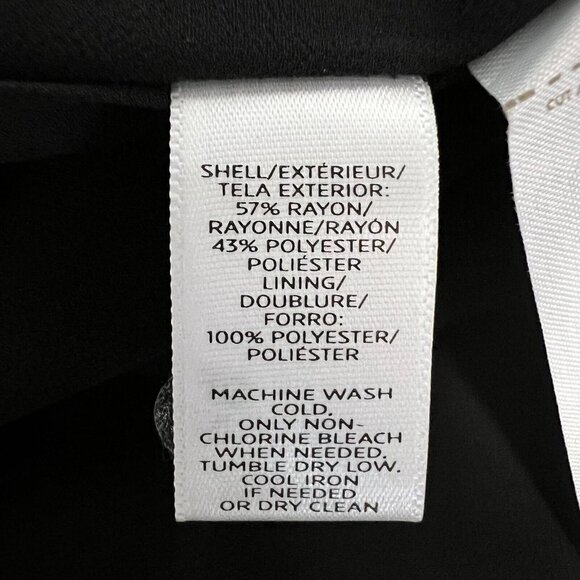 SHELL/EXTÉRIEUR/
TELA EXTERIOR:
57% RAYON/
RAYONNE/RAYÓN
43% POLYESTER/
POLIÉSTER
LINING/
DOUBLURE/
FORRO:
100% POLYESTER/
POLIÉSTER
MACHINE WASH
COLD.
ONLY NON-
CHLORINE BLEACH
WHEN NEEDED.
TUMBLE DRY LOW.
COOL IRON
IF NEEDED
OR DRY CLEAN
CUT